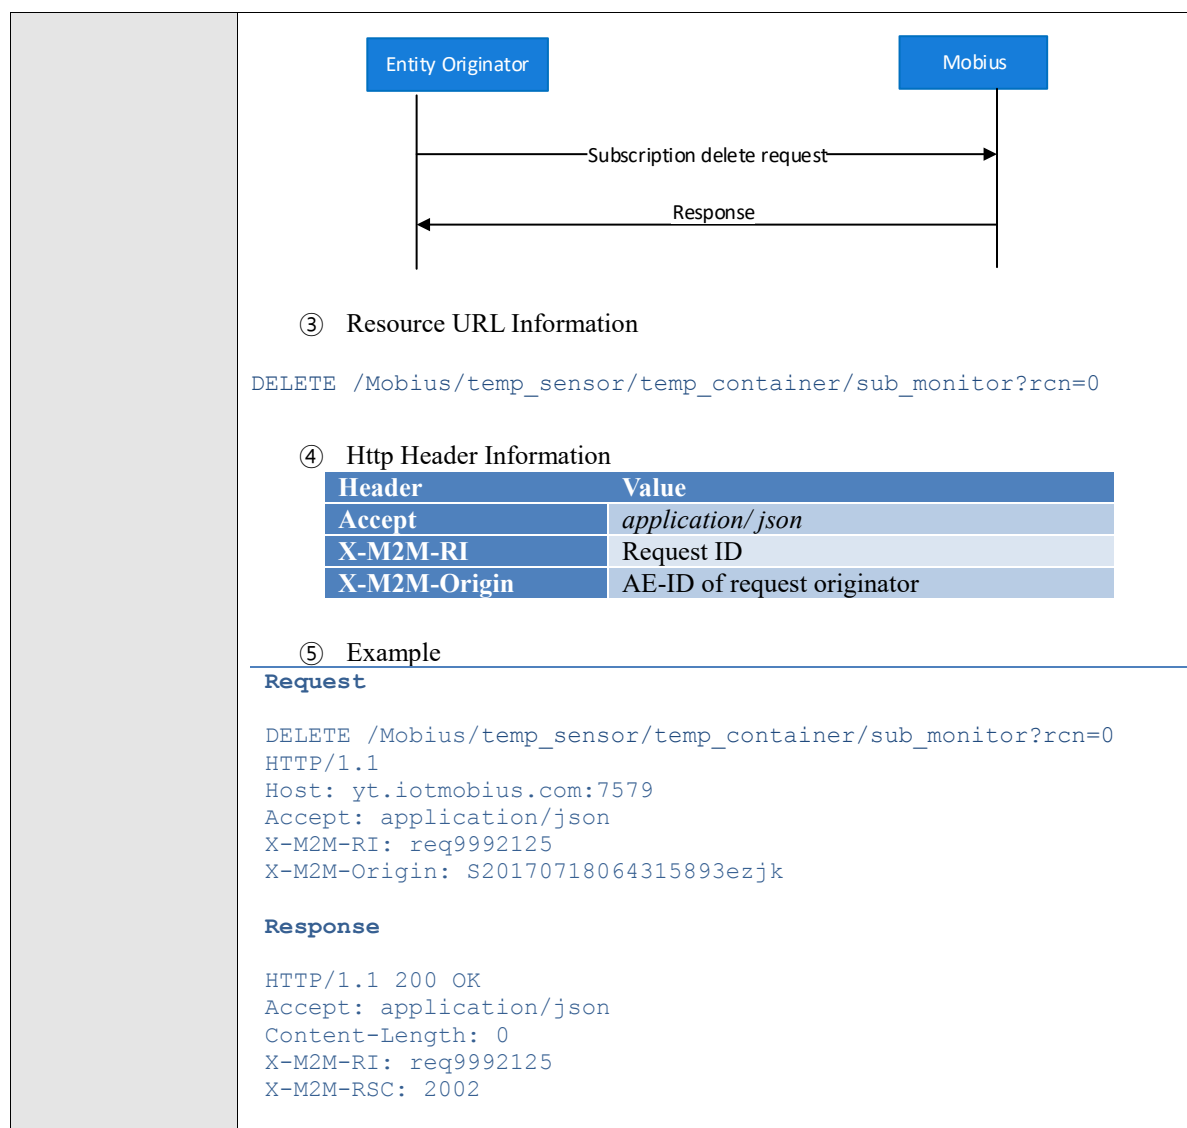 Entity Originator
Mobius
Subscription delete request
Response
③ Resource URL Information
DELETE /Mobius/temp_sensor/temp_container/sub_monitor?rcn=0
④ Http Header Information
Header Value
Accept application/ json
X-M2M-RI Request ID
X-M2M-Origin AE-ID of request originator
⑤ Example
Request
DELETE /Mobius/temp_sensor/temp_container/sub_monitor?rcn=0
HTTP/1.1
Host: yt.iotmobius.com:7579
Accept: application/json
X-M2M-RI: req9992125
X-M2M-Origin: S20170718064315893ezjk
Response
HTTP/1.1 200 OK
Accept: application/json
Content-Length: 0
X-M2M-RI: req9992125
X-M2M-RSC: 2002